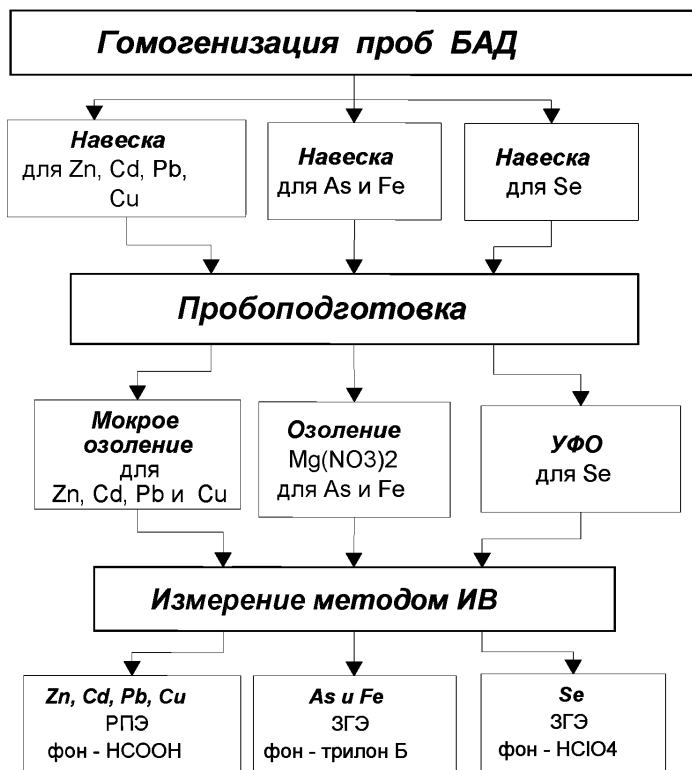 Гомогенизация проб БАД
Навеска
для Zn, Cd, Pb,
Cu
Навеска
для As и Fe
Навеска
для Se
Пробоподготовка
Мокрое
озоление
для
Zn, Cd, Pb и Cu
Озоление
Mg(NO3)2
для As и Fe
УФО
для Se
Измерение методом ИВ
Zn, Cd, Pb, Cu
РПЭ
фон - HCOOH
As и Fe
ЗГЭ
фон - трилон Б
Se
ЗГЭ
фон - HClO4